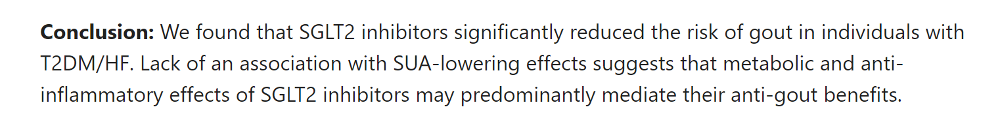 Conclusion: We found that SGLT2 inhibitors significantly reduced the risk of gout in individuals with
T2DM/HF. Lack of an association with SUA-lowering effects suggests that metabolic and anti-
inflammatory effects of SGLT2 inhibitors may predominantly mediate their anti-gout benefits.